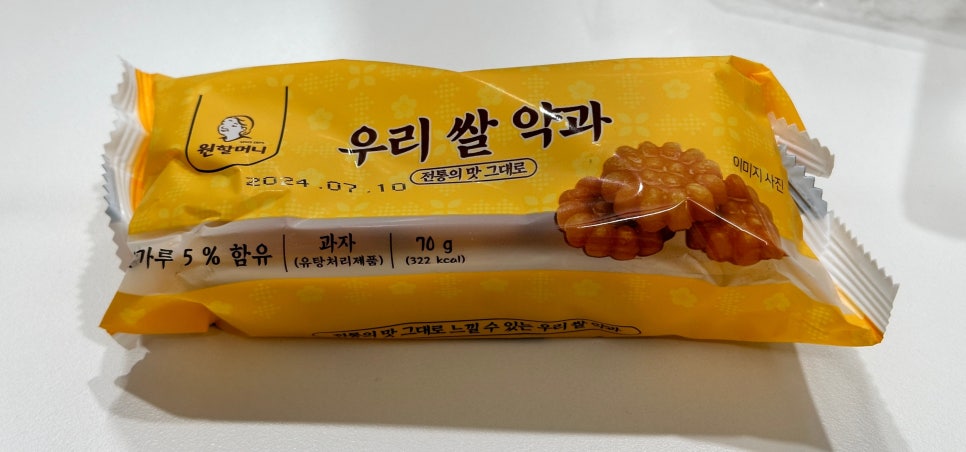 원할머니
우리 쌀 악과
전통의 맛 그대로
2024.07.10
이미지 사진
가루 5 % 함유
과자
(유탕처리제품)
70 g
(322 kcal)
전통의 맛 그대로 느낄 수 있는 우리 쌀 약과